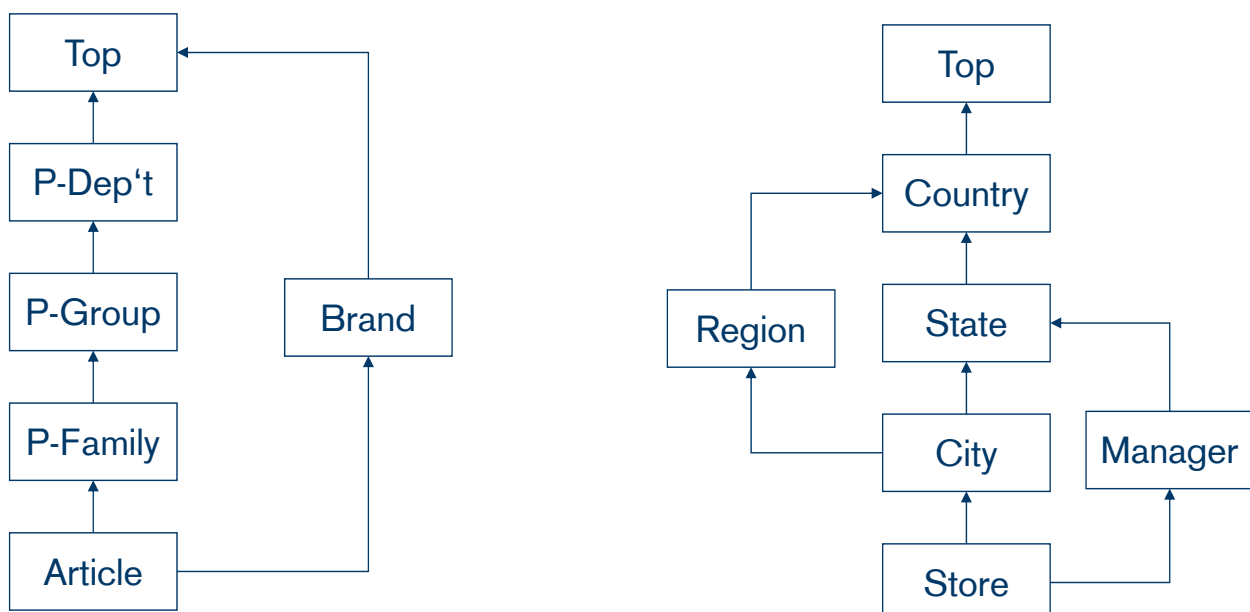 Top
P-Dep‘t
P-Group
P-Family
Article
Brand
Top
Country
Region
State
City
Manager
Store